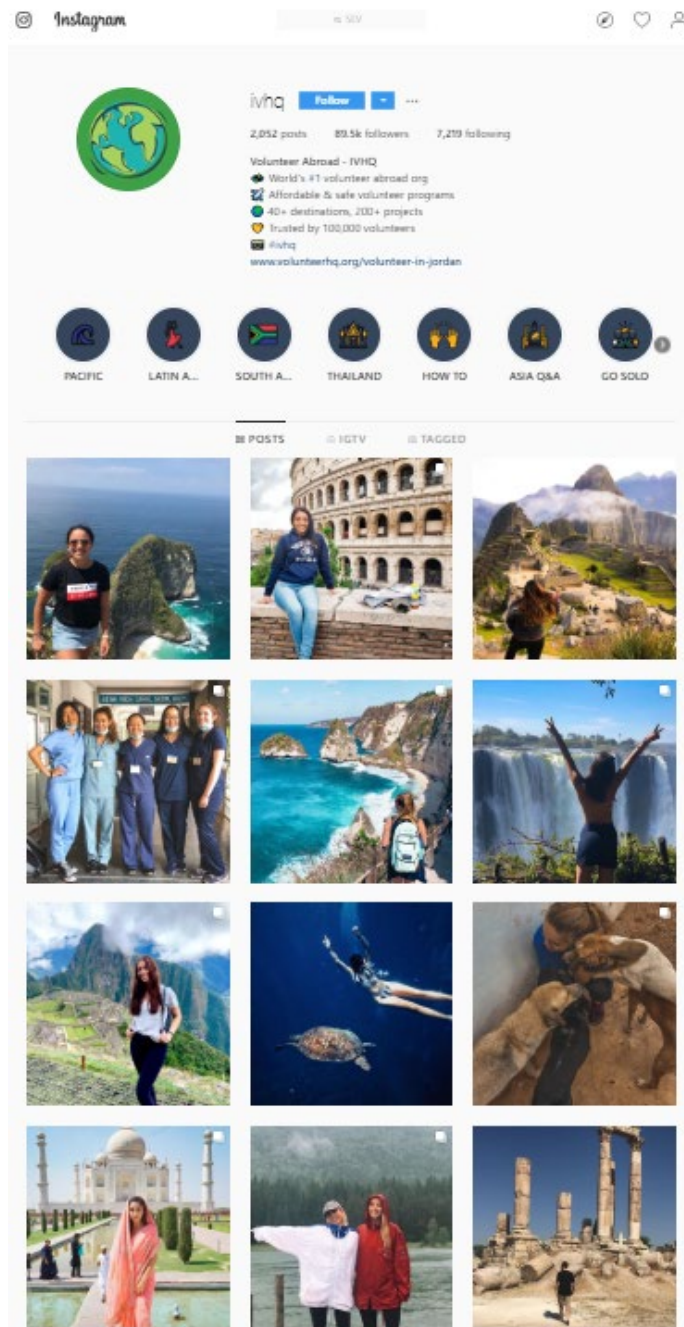 Instagram
ivhq Follow ...
2,052 posts 89.5k followers 7,219 following
Volunteer Abroad - IVHQ
World's #1 volunteer abroad org
Affordable & safe volunteer programs
40+ destinations, 200+ projects
Trusted by 100,000 volunteers
#ivhq
www.volunteerhq.org/volunteer-in-jordan
PACIFIC LATIN A... SOUTH A... THAILAND HOW TO ASIA Q&A GO SOLO
POSTS IGTV TAGGED